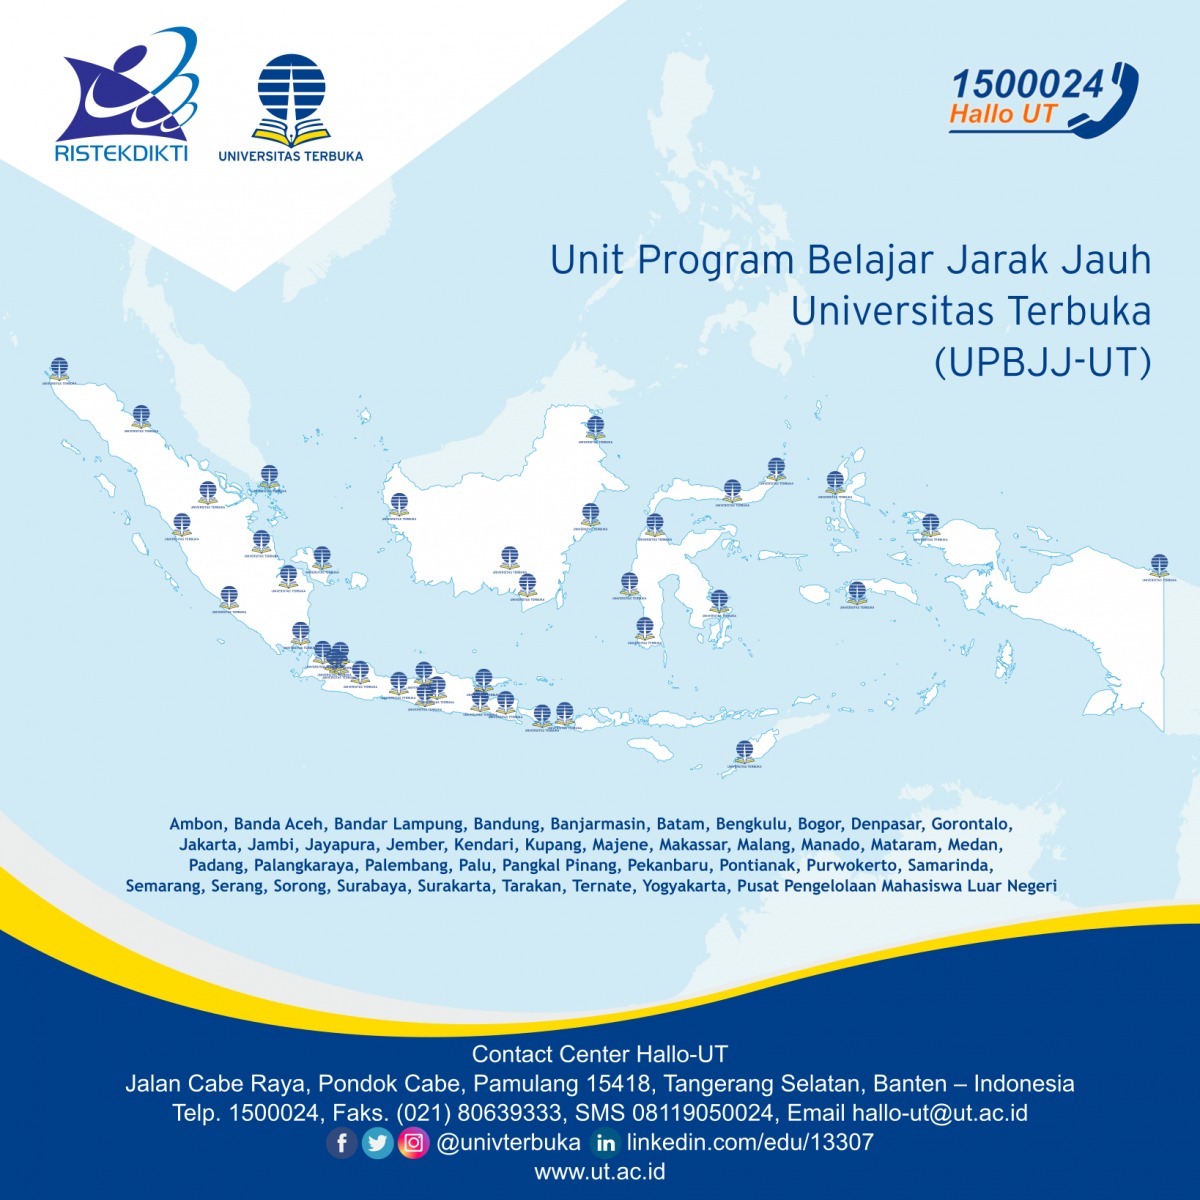 RISTEKDIKTI
UNIVERSITAS TERBUKA
1500024
Hallo UT
Unit Program Belajar Jarak Jauh
Universitas Terbuka
(UPBJJ-UT)
Ambon, Banda Aceh, Bandar Lampung, Bandung, Banjarmasin, Batam, Bengkulu, Bogor, Denpasar, Gorontalo,
Jakarta, Jambi, Jayapura, Jember, Kendari, Kupang, Majene, Makassar, Malang, Manado, Mataram, Medan,
Padang, Palangkaraya, Palembang, Palu, Pangkal Pinang, Pekanbaru, Pontianak, Purwokerto, Samarinda,
Semarang, Serang, Sorong, Surabaya, Surakarta, Tarakan, Ternate, Yogyakarta, Pusat Pengelolaan Mahasiswa Luar Negeri
Contact Center Hallo-UT
Jalan Cabe Raya, Pondok Cabe, Pamulang 15418, Tangerang Selatan, Banten – Indonesia
Telp. 1500024, Faks. (021) 80639333, SMS 08119050024, Email hallo-ut@ut.ac.id
@univterbuka linkedin.com/edu/13307
www.ut.ac.id